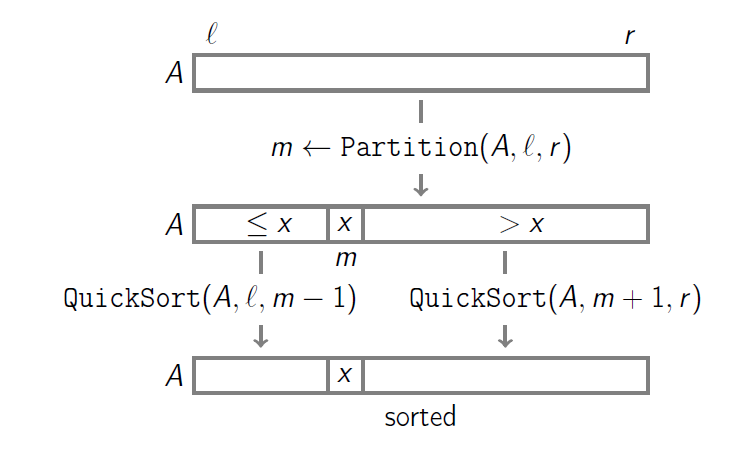 ℓ r
A
m ← Partition(A, ℓ, r)
A ≤ x x > x
m
QuickSort(A, ℓ, m − 1) QuickSort(A, m + 1, r)
A x
sorted